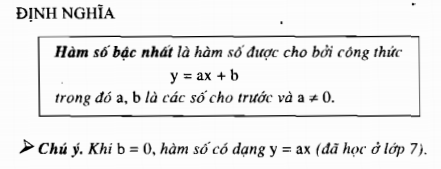 ĐỊNH NGHĨA
Hàm số bậc nhất là hàm số được cho bởi công thức
y = ax + b
trong đó a, b là các số cho trước và a ≠ 0.
➢ Chú ý. Khi b = 0, hàm số có dạng y = ax (đã học ở lớp 7).